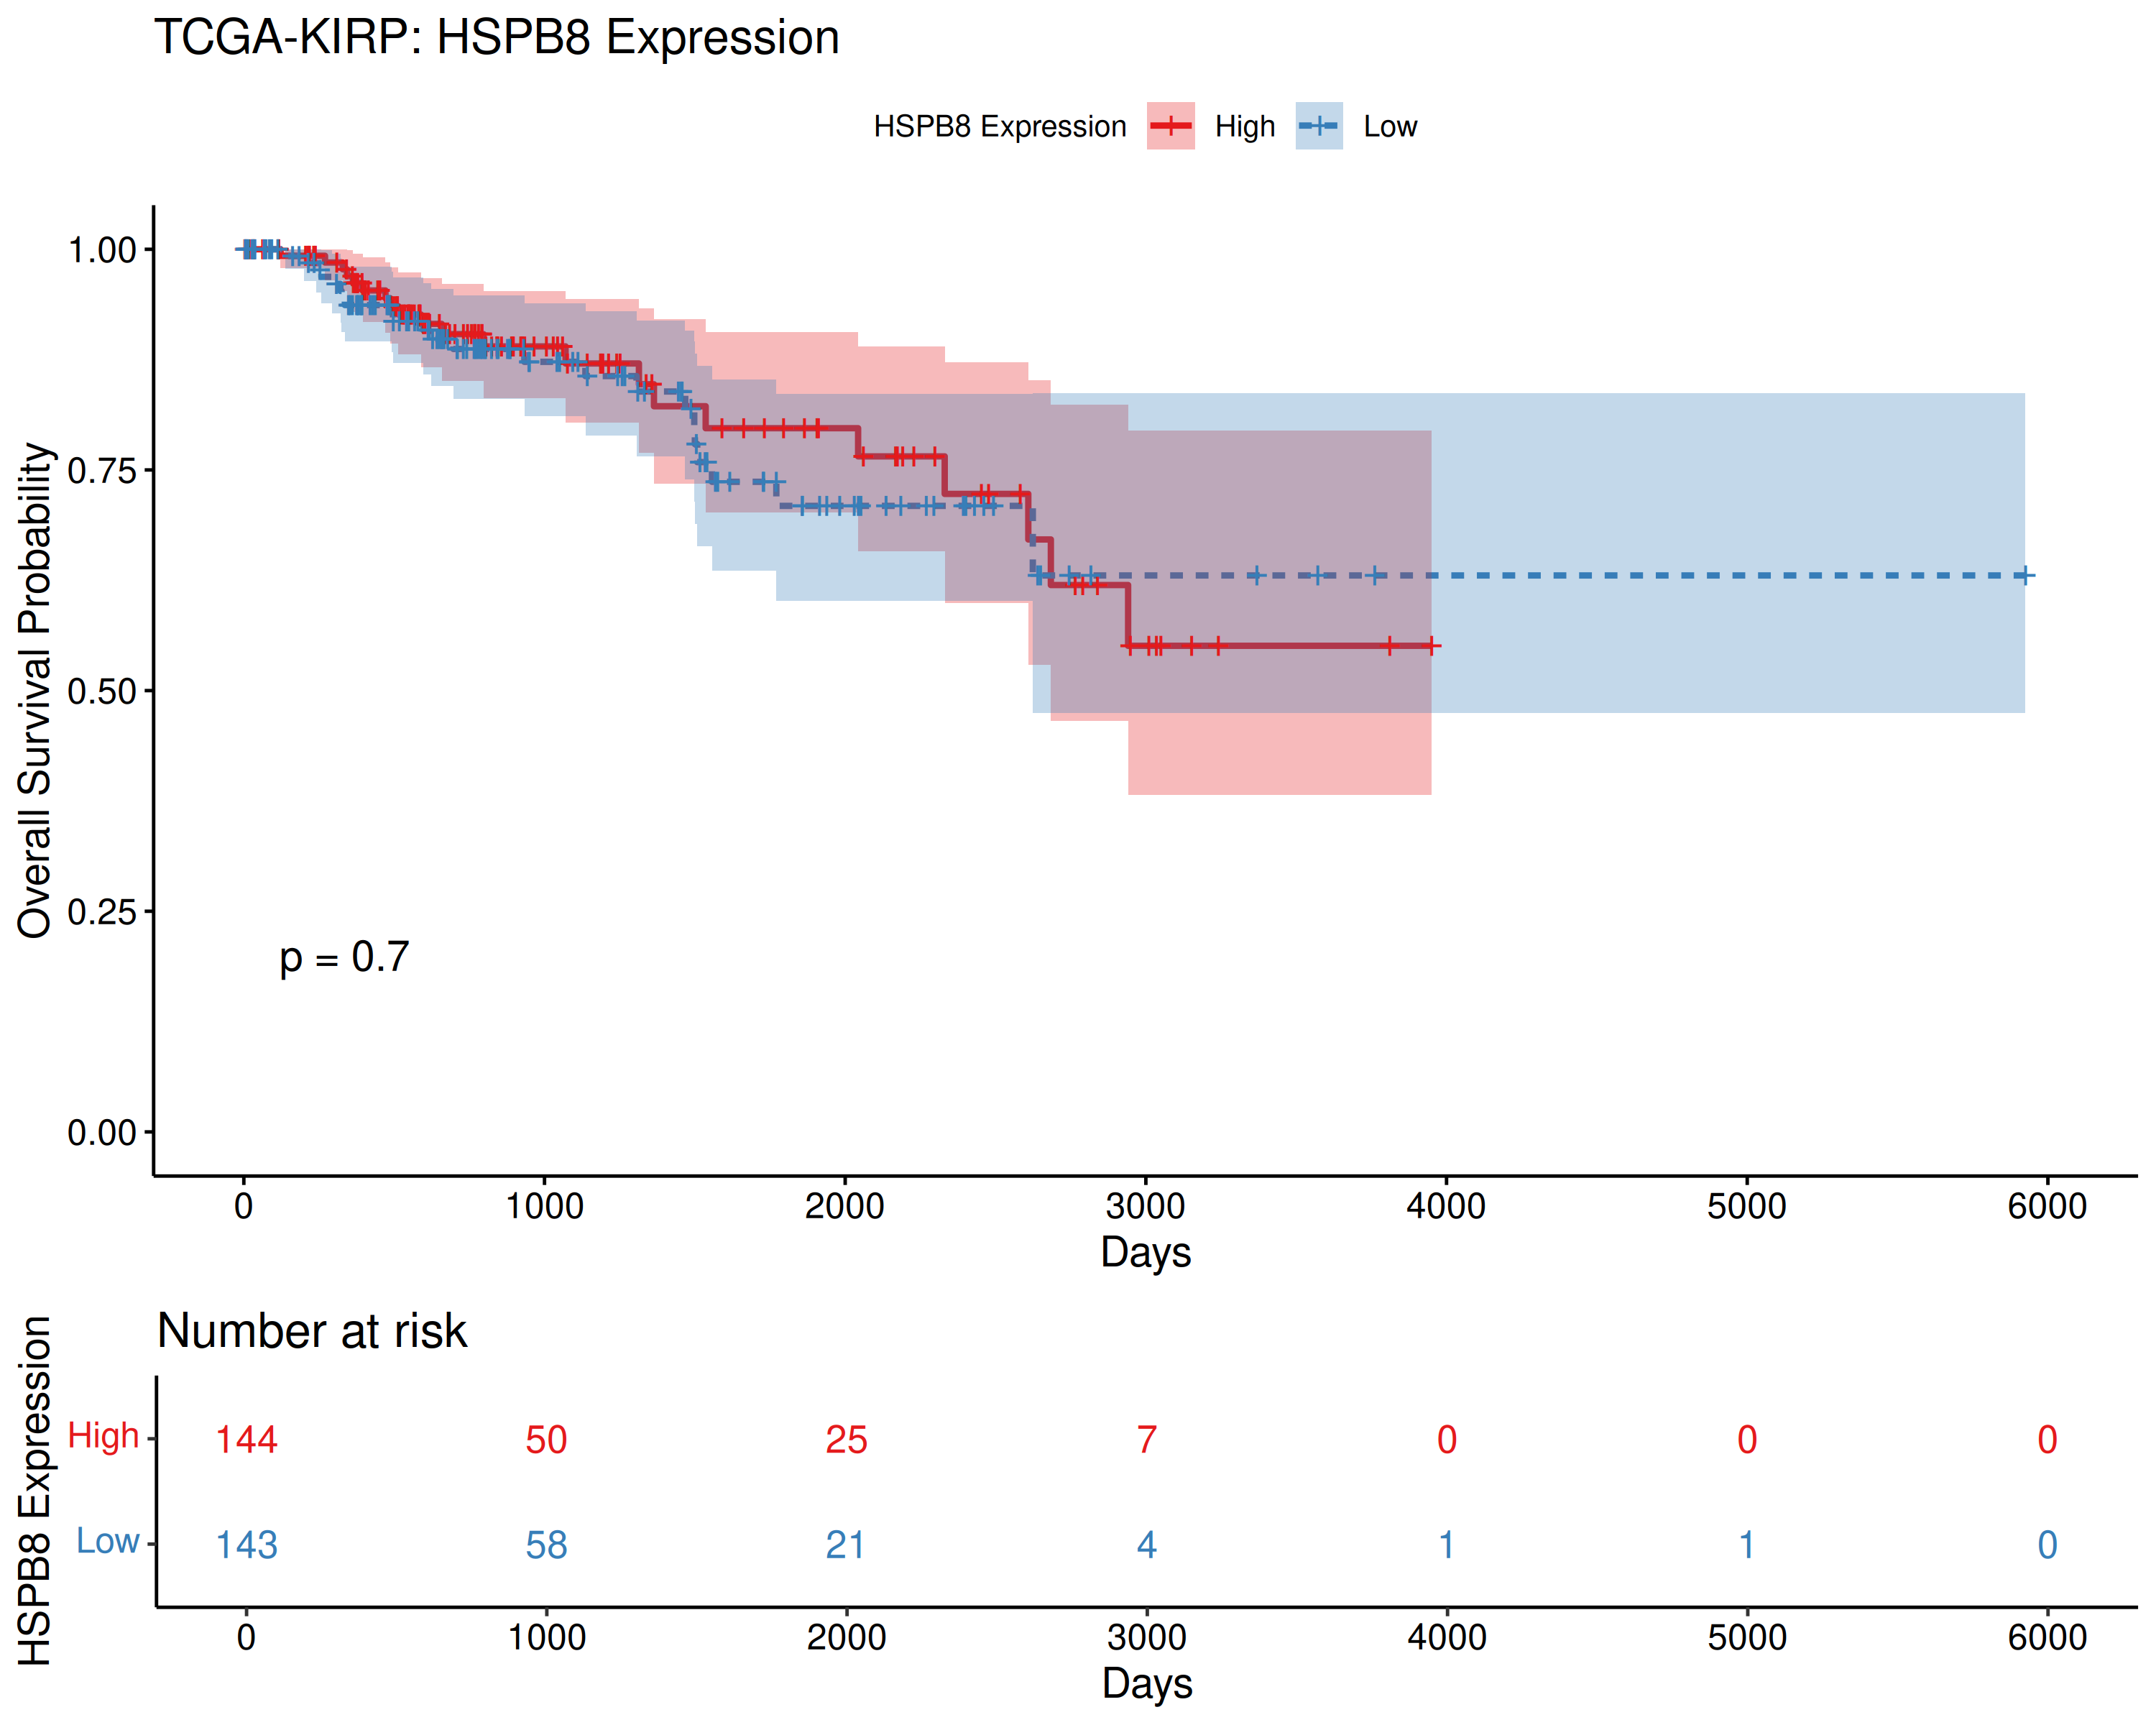 TCGA-KIRP: HSPB8 Expression
HSPB8 Expression High Low
Overall Survival Probability
1.00
0.75
0.50
0.25
0.00
p = 0.7
0 1000 2000 3000 4000 5000 6000
Days
Number at risk
HSPB8 Expression
High 144 50 25 7 0 0 0
Low 143 58 21 4 1 1 0
0 1000 2000 3000 4000 5000 6000
Days